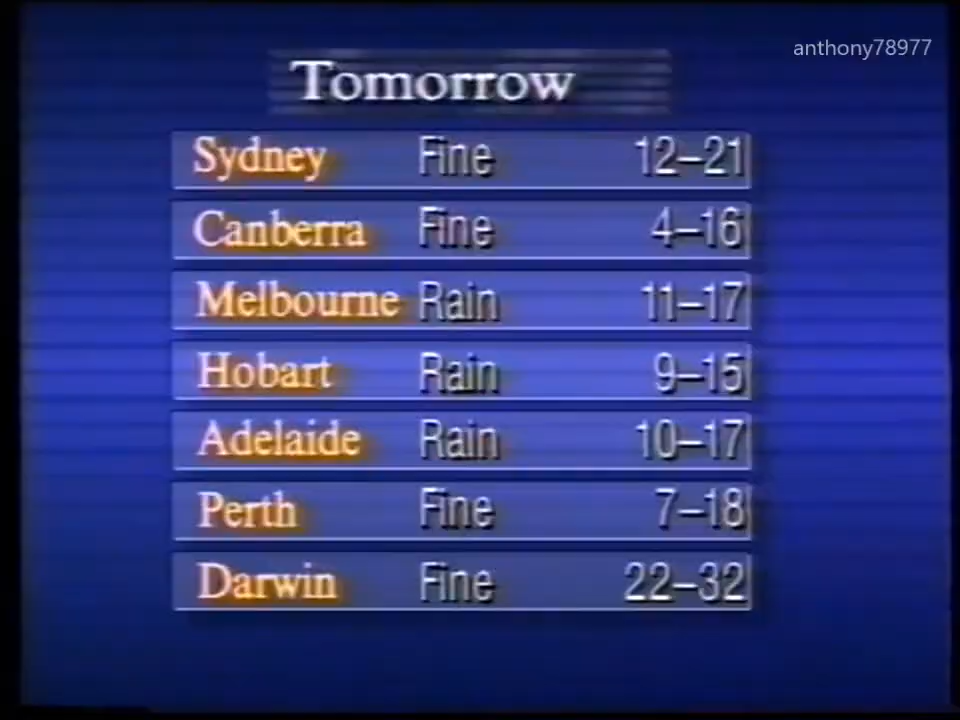 anthony78977
Tomorrow
Sydney Fine 12–21
Canberra Fine 4–16
Melbourne Rain 11–17
Hobart Rain 9–15
Adelaide Rain 10–17
Perth Fine 7–18
Darwin Fine 22–32